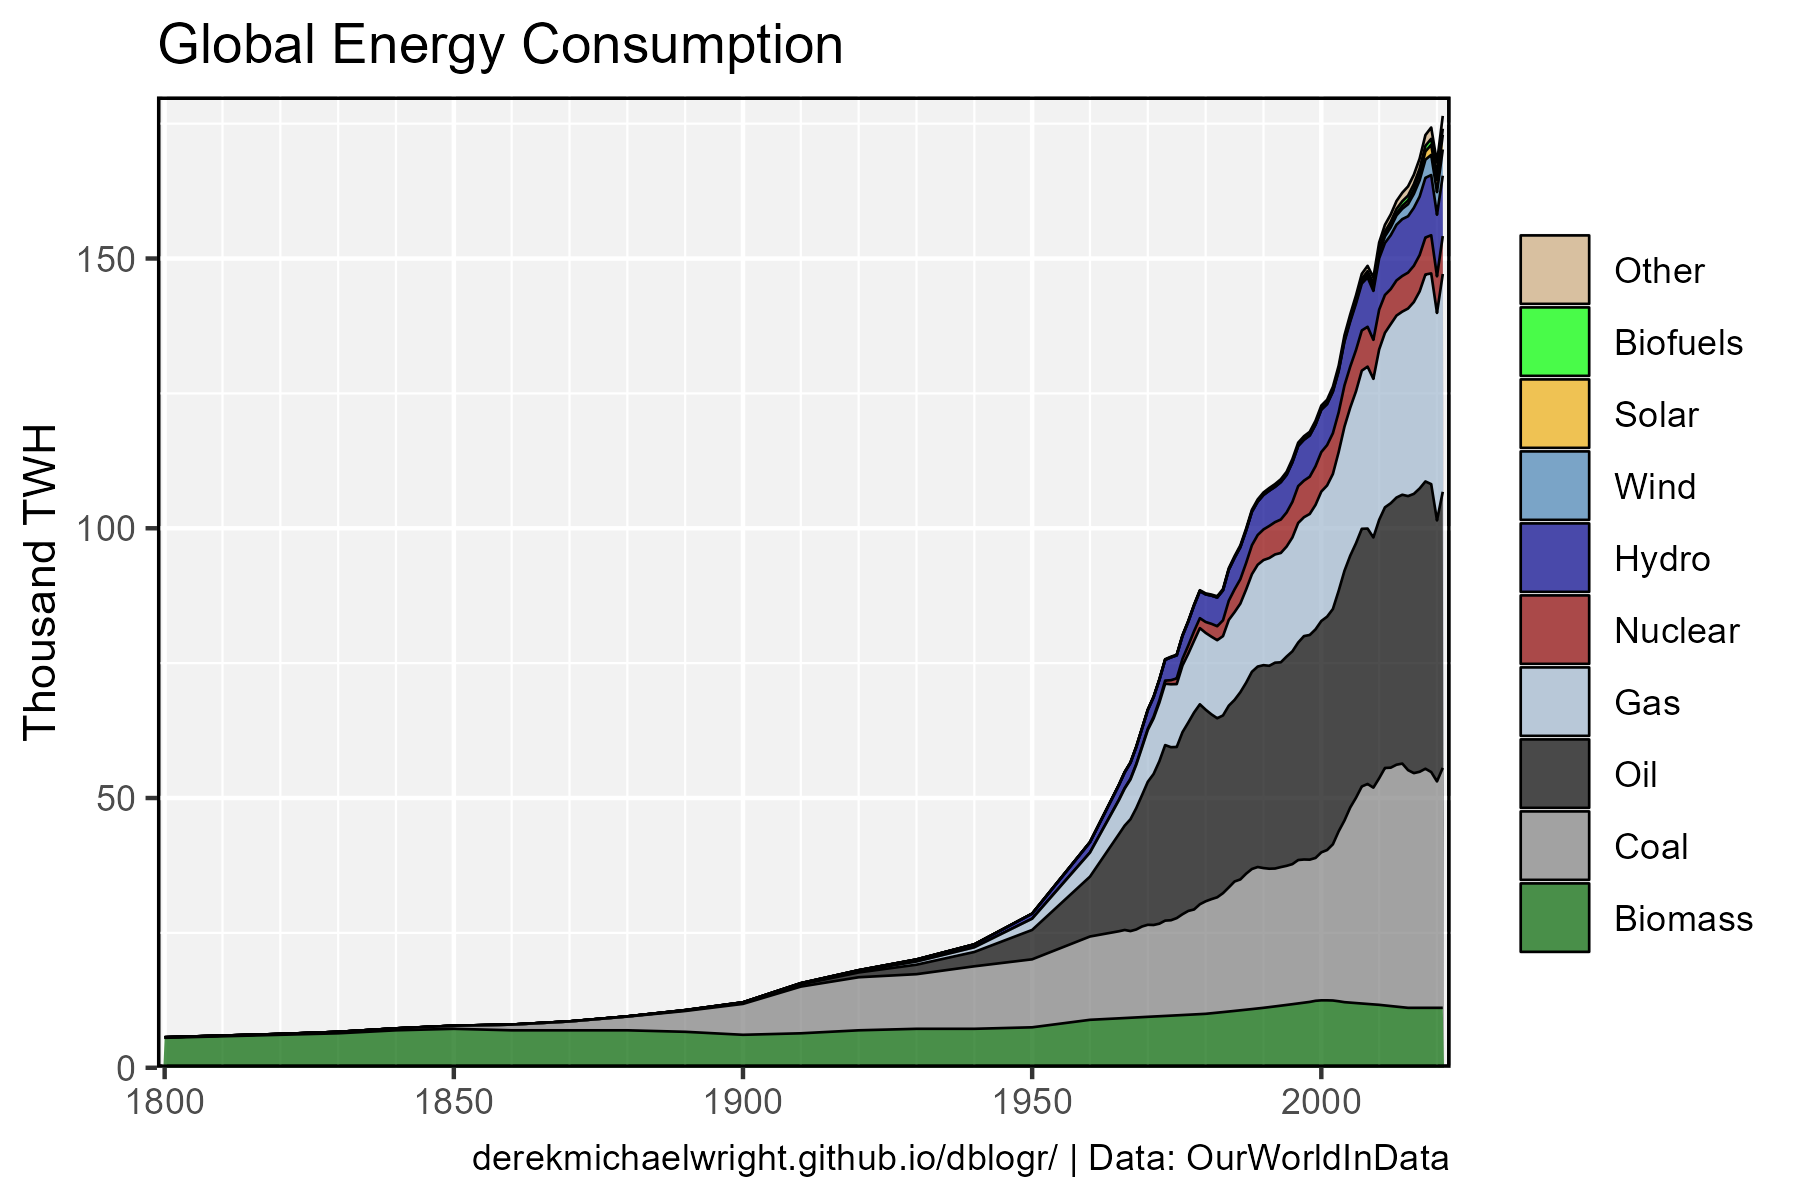 Global Energy Consumption
Thousand TWH
150
100
50
0
1800
1850
1900
1950
2000
Other
Biofuels
Solar
Wind
Hydro
Nuclear
Gas
Oil
Coal
Biomass
derekmichaelwright.github.io/dblogr/ | Data: OurWorldInData